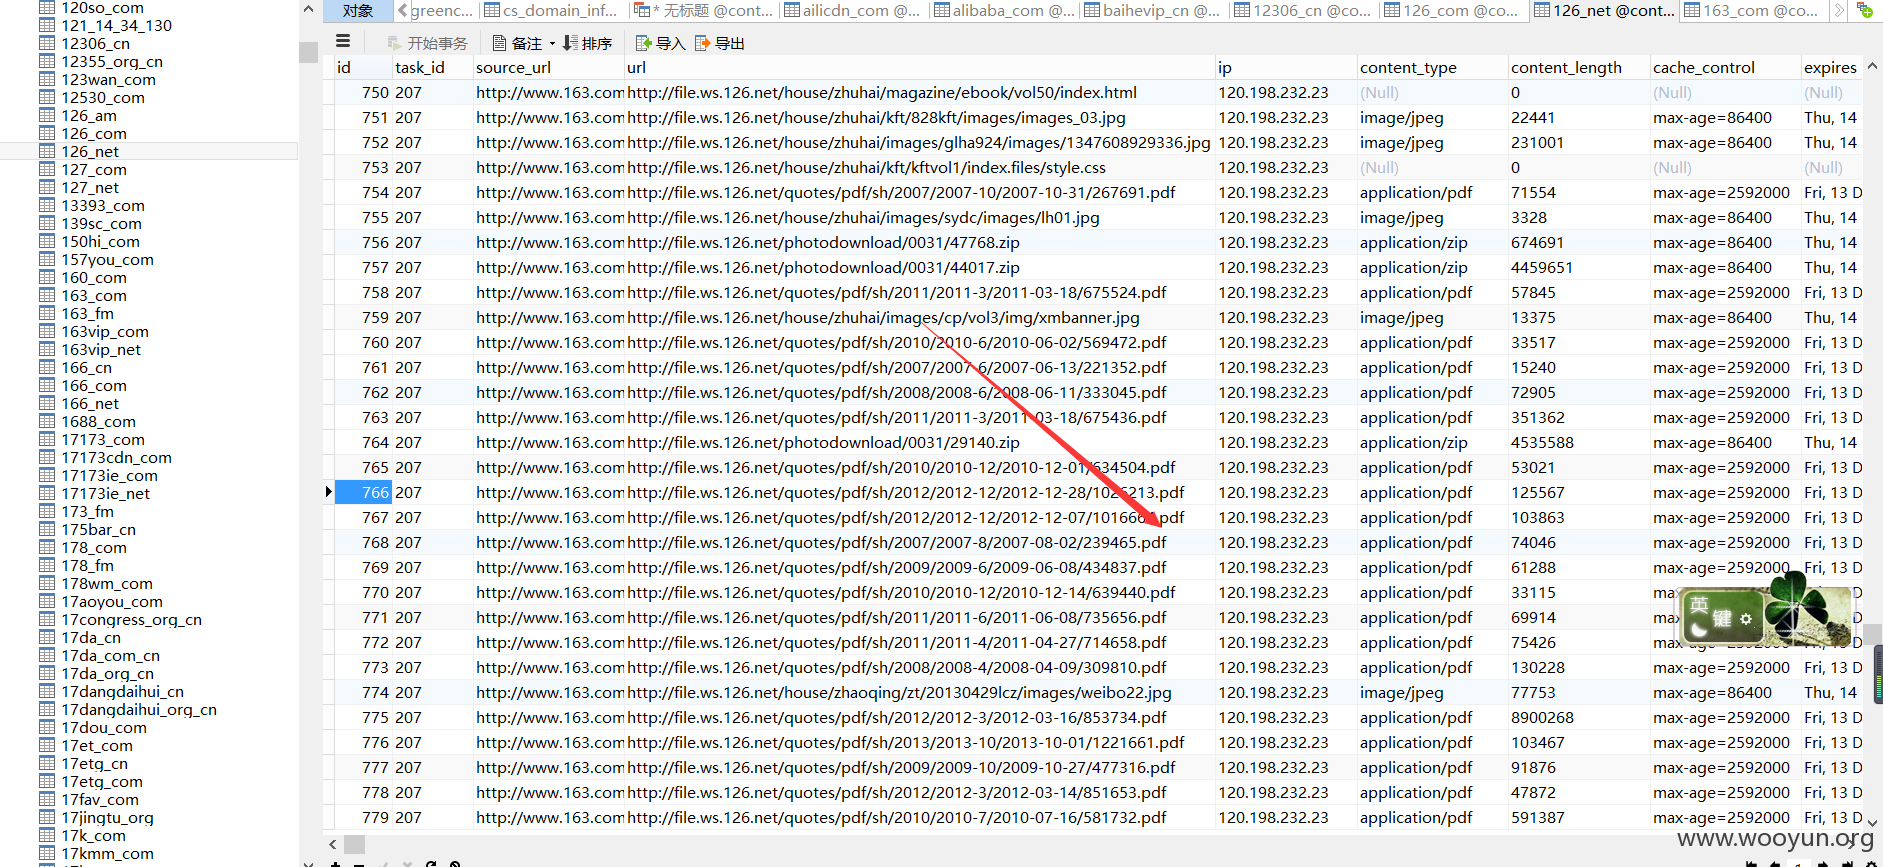 对象 greenc... cs_domain_inf... * 无标题 @cont... ailicdn_com @... alibaba_com @... baihevip_cn @... 12306_cn @co... 126_com @co... 126_net @cont... 163_com @co...
开始事务 备注 排序 导入 导出
120so_com
121_14_34_130
12306_cn
12355_org_cn
123wan_com
12530_com
126_am
126_com
126_net
127_com
127_net
13393_com
139sc_com
150hi_com
157you_com
160_com
163_com
163_fm
163vip_com
163vip_net
166_cn
166_com
166_net
1688_com
17173_com
17173cdn_com
17173ie_com
17173ie_net
173_fm
175bar_cn
178_com
178_fm
178wm_com
17aoyou_com
17congress_org_cn
17da_cn
17da_com_cn
17da_org_cn
17dangdaihui_cn
17dangdaihui_org_cn
17dou_com
17et_com
17etg_cn
17etg_com
17fav_com
17jingtu_org
17k_com
17kmm_com
id task_id source_url url ip content_type content_length cache_control expires
750 207 http://www.163.com http://file.ws.126.net/house/zhuhai/magazine/ebook/vol50/index.html 120.198.232.23 (Null) 0 (Null) (Null)
751 207 http://www.163.com http://file.ws.126.net/house/zhuhai/kft/828kft/images/images_03.jpg 120.198.232.23 image/jpeg 22441 max-age=86400 Thu, 14
752 207 http://www.163.com http://file.ws.126.net/house/zhuhai/images/glha924/images/1347608929336.jpg 120.198.232.23 image/jpeg 231001 max-age=86400 Thu, 14
753 207 http://www.163.com http://file.ws.126.net/house/zhuhai/kft/kftvol1/index.files/style.css 120.198.232.23 (Null) 0 (Null) (Null)
754 207 http://www.163.com http://file.ws.126.net/quotes/pdf/sh/2007/2007-10/2007-10-31/267691.pdf 120.198.232.23 application/pdf 71554 max-age=2592000 Fri, 13 D
755 207 http://www.163.com http://file.ws.126.net/house/zhuhai/images/sydc/images/lh01.jpg 120.198.232.23 image/jpeg 3328 max-age=86400 Thu, 14
756 207 http://www.163.com http://file.ws.126.net/photodownload/0031/47768.zip 120.198.232.23 application/zip 674691 max-age=86400 Thu, 14
757 207 http://www.163.com http://file.ws.126.net/photodownload/0031/44017.zip 120.198.232.23 application/zip 4459651 max-age=86400 Thu, 14
758 207 http://www.163.com http://file.ws.126.net/quotes/pdf/sh/2011/2011-3/2011-03-18/675524.pdf 120.198.232.23 application/pdf 57845 max-age=2592000 Fri, 13 D
759 207 http://www.163.com http://file.ws.126.net/house/zhuhai/images/cp/vol3/img/xmbanner.jpg 120.198.232.23 image/jpeg 13375 max-age=86400 Thu, 14
760 207 http://www.163.com http://file.ws.126.net/quotes/pdf/sh/2010/2010-6/2010-06-02/569472.pdf 120.198.232.23 application/pdf 33517 max-age=2592000 Fri, 13 D
761 207 http://www.163.com http://file.ws.126.net/quotes/pdf/sh/2007/2007-6/2007-06-13/221352.pdf 120.198.232.23 application/pdf 15240 max-age=2592000 Fri, 13 D
762 207 http://www.163.com http://file.ws.126.net/quotes/pdf/sh/2008/2008-6/2008-06-11/333045.pdf 120.198.232.23 application/pdf 72905 max-age=2592000 Fri, 13 D
763 207 http://www.163.com http://file.ws.126.net/quotes/pdf/sh/2011/2011-3/2011-03-18/675436.pdf 120.198.232.23 application/pdf 351362 max-age=2592000 Fri, 13 D
764 207 http://www.163.com http://file.ws.126.net/photodownload/0031/29140.zip 120.198.232.23 application/zip 4535588 max-age=86400 Thu, 14
765 207 http://www.163.com http://file.ws.126.net/quotes/pdf/sh/2010/2010-12/2010-12-01/634504.pdf 120.198.232.23 application/pdf 53021 max-age=2592000 Fri, 13 D
766 207 http://www.163.com http://file.ws.126.net/quotes/pdf/sh/2012/2012-12/2012-12-28/1026213.pdf 120.198.232.23 application/pdf 125567 max-age=2592000 Fri, 13 D
767 207 http://www.163.com 120.198.232.23 application/pdf 103863 max-age=2592000 Fri, 13 D
768 207 http://www.163.com http://file.ws.126.net/quotes/pdf/sh/2007/2007-8/2007-08-02/239465.pdf 120.198.232.23 application/pdf 74046 max-age=2592000 Fri, 13 D
769 207 http://www.163.com http://file.ws.126.net/quotes/pdf/sh/2009/2009-6/2009-06-08/434837.pdf 120.198.232.23 application/pdf 61288 max-age=2592000 Fri, 13 D
770 207 http://www.163.com http://file.ws.126.net/quotes/pdf/sh/2010/2010-12/2010-12-14/639440.pdf 120.198.232.23 application/pdf 33115
771 207 http://www.163.com http://file.ws.126.net/quotes/pdf/sh/2011/2011-6/2011-06-08/735656.pdf 120.198.232.23 application/pdf 69914
772 207 http://www.163.com http://file.ws.126.net/quotes/pdf/sh/2011/2011-4/2011-04-27/714658.pdf 120.198.232.23 application/pdf 75426
773 207 http://www.163.com http://file.ws.126.net/quotes/pdf/sh/2008/2008-4/2008-04-09/309810.pdf 120.198.232.23 application/pdf 130228 max-age=2592000 Fri, 13 D
774 207 http://www.163.com http://file.ws.126.net/house/zhaoqing/zt/20130429lcz/images/weibo22.jpg 120.198.232.23 image/jpeg 77753 max-age=86400 Thu, 14
775 207 http://www.163.com http://file.ws.126.net/quotes/pdf/sh/2012/2012-3/2012-03-16/853734.pdf 120.198.232.23 application/pdf 8900268 max-age=2592000 Fri, 13 D
776 207 http://www.163.com http://file.ws.126.net/quotes/pdf/sh/2013/2013-10/2013-10-01/1221661.pdf 120.198.232.23 application/pdf 103467 max-age=2592000 Fri, 13 D
777 207 http://www.163.com http://file.ws.126.net/quotes/pdf/sh/2009/2009-10/2009-10-27/477316.pdf 120.198.232.23 application/pdf 91876 max-age=2592000 Fri, 13 D
778 207 http://www.163.com http://file.ws.126.net/quotes/pdf/sh/2012/2012-3/2012-03-14/851653.pdf 120.198.232.23 application/pdf 47872 max-age=2592000 Fri, 13 D
779 207 http://www.163.com http://file.ws.126.net/quotes/pdf/sh/2010/2010-7/2010-07-16/581732.pdf 120.198.232.23 application/pdf 591387 max-age=2592000 Fri, 13 D
英
键
www.wooyun.org